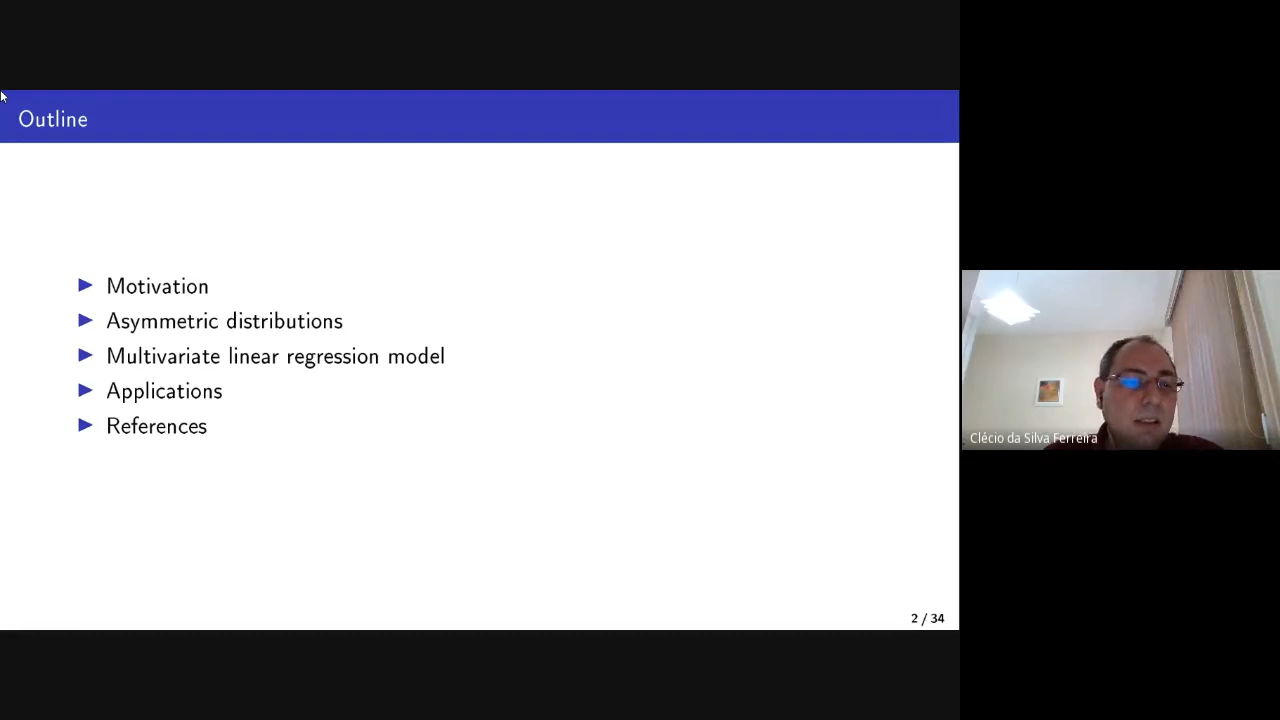 Outline
Motivation
Asymmetric distributions
Multivariate linear regression model
Applications
References
2 / 34
Clécio da Silva Ferreira